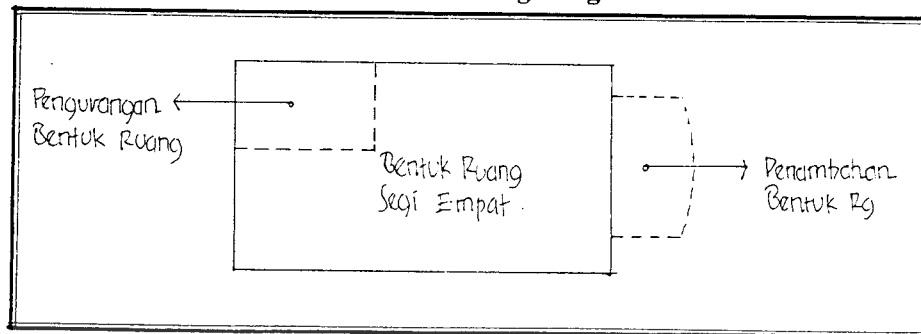 Pengurangan
Bentuk Ruang
Bentuk Ruang
Segi Empat.
Penambahan
Bentuk Rg